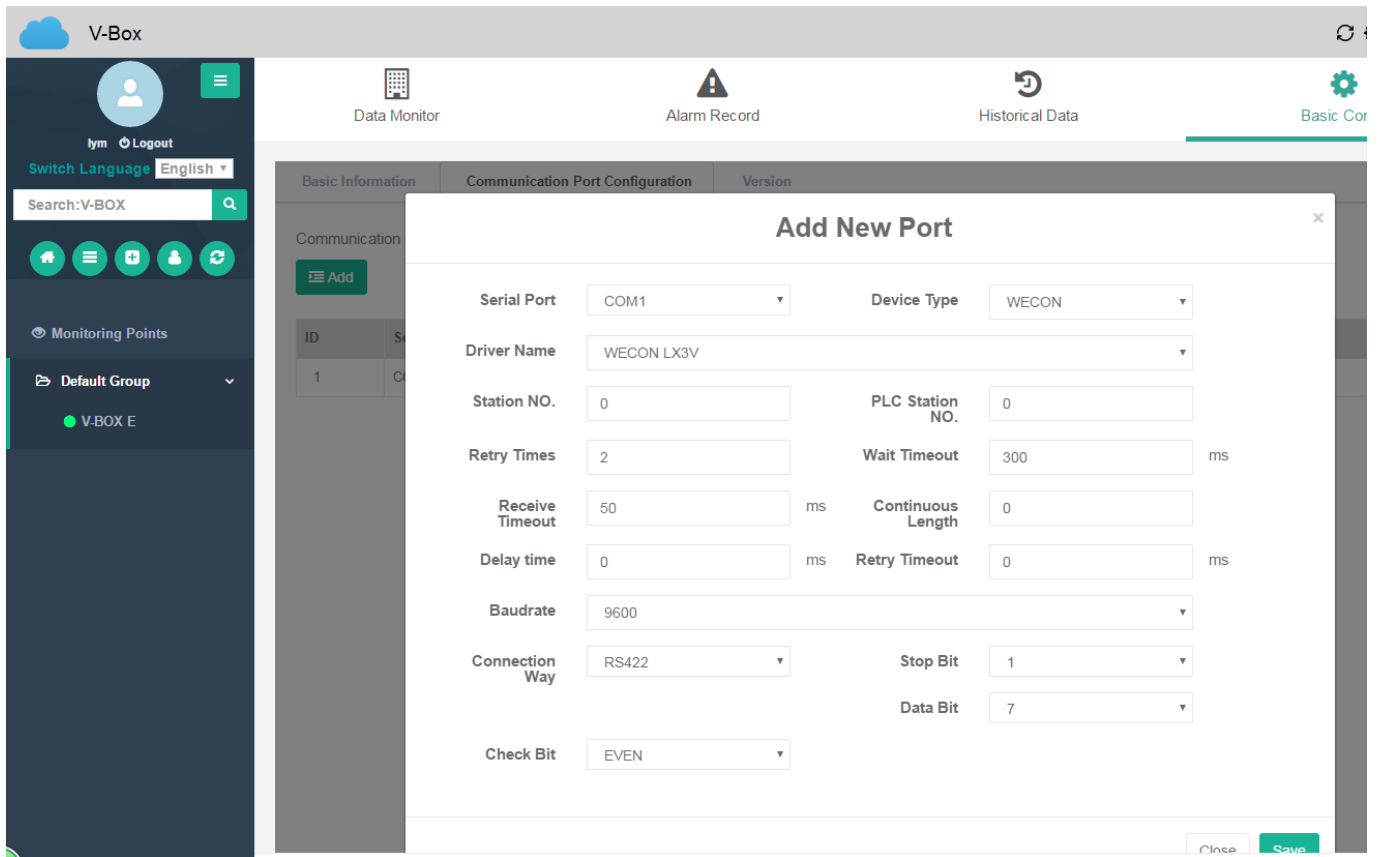 V-Box
lym Logout
Switch Language English
Search:V-BOX
Monitoring Points
Default Group
V-BOX E
Data Monitor
Alarm Record
Historical Data
Basic
Basic Information
Communication Port Configuration
Version
Communication
Add
ID
1
Add New Port
×
Serial Port COM1 Device Type WECON
Driver Name WECON LX3V
Station NO. 0 PLC Station
NO. 0
Retry Times 2 Wait Timeout 300 ms
Receive
Timeout 50 ms Continuous
Length 0
Delay time 0 ms Retry Timeout 0 ms
Baudrate 9600
Connection
Way RS422 Stop Bit 1
Data Bit 7
Check Bit EVEN
Close Save